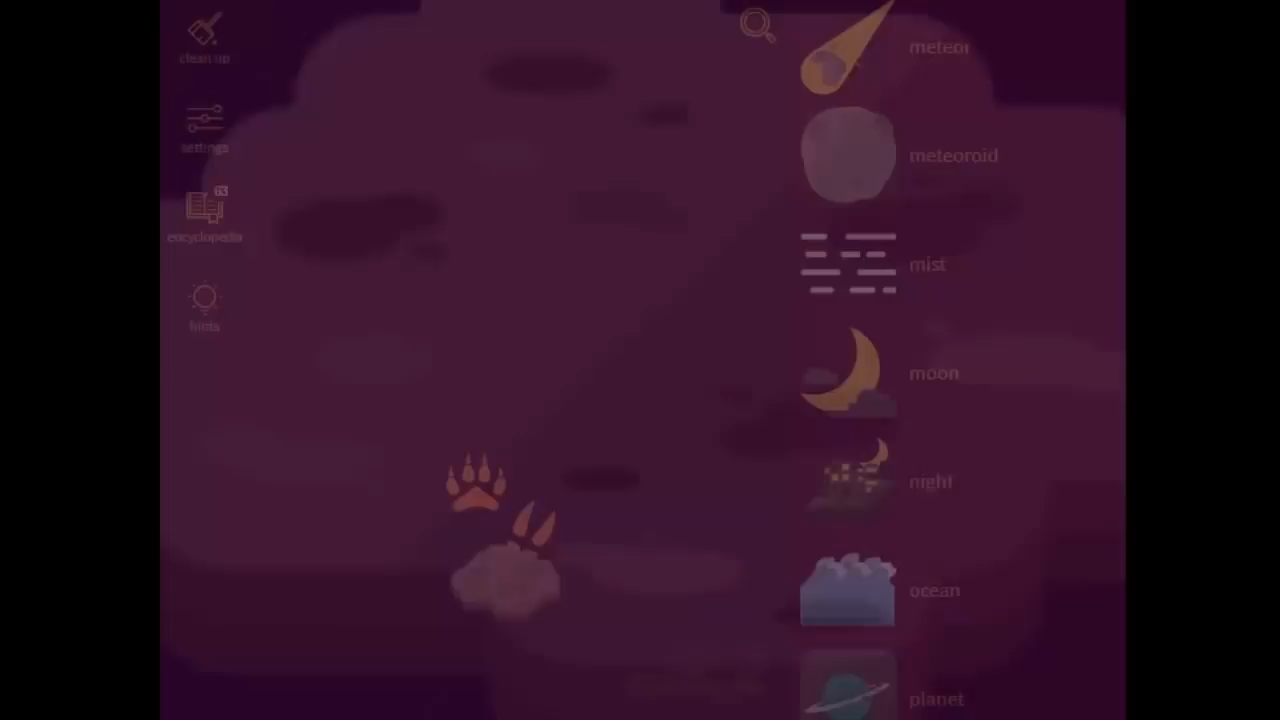 clean up
settings
63
encyclopedia
hints
meteor
meteoroid
mist
moon
night
ocean
planet